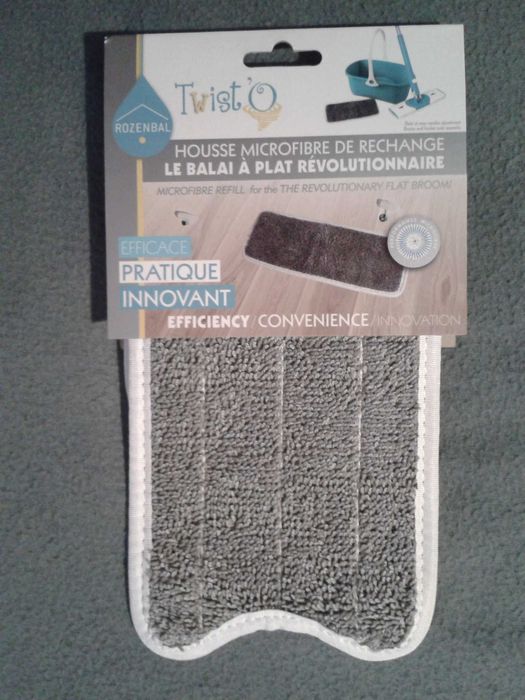 ROZENBAL
Twist'O
HOUSSE MICROFIBRE DE RECHANGE
LE BALAI À PLAT RÉVOLUTIONNAIRE
MICROFIBRE REFILL for the THE REVOLUTIONARY FLAT BROOM!
EFFICACE
PRATIQUE
INNOVANT
EFFICIENCY / CONVENIENCE / INNOVATION